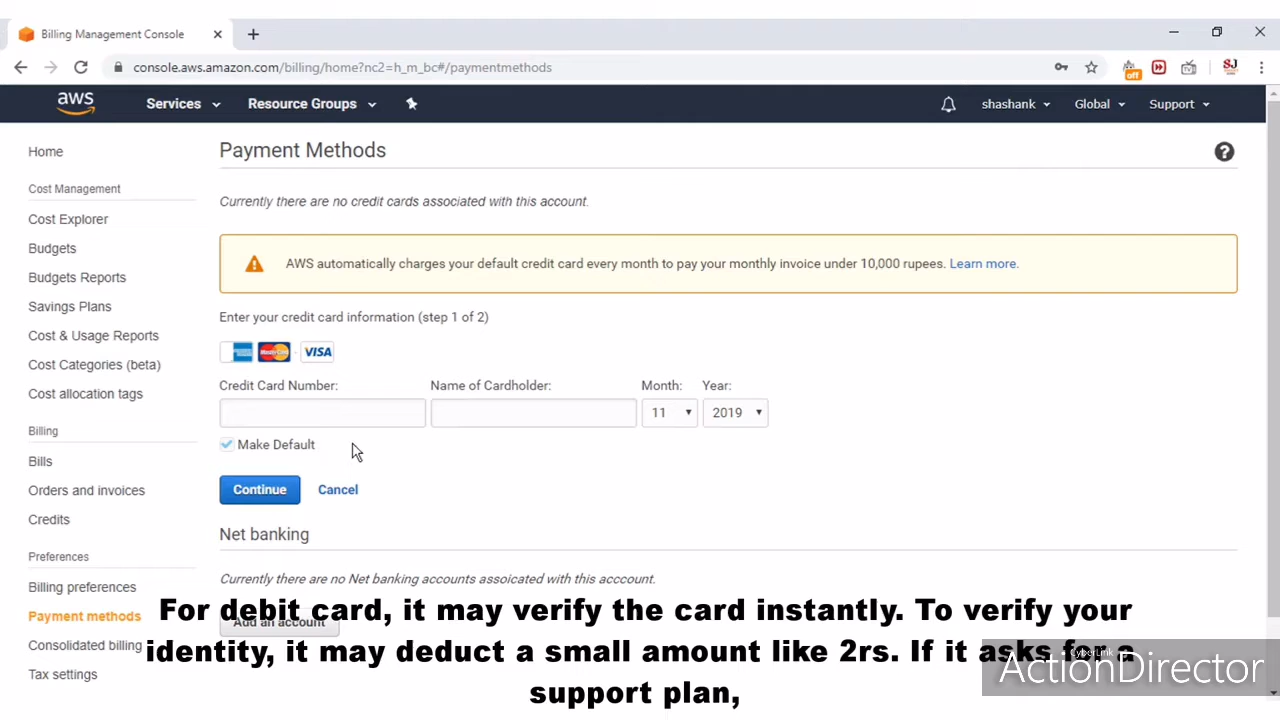 Billing Management Console
console.aws.amazon.com/billing/home?nc2=h_m_bc#/paymentmethods
off
SJ
aws Services Resource Groups shashank Global Support
Home
Cost Management
Cost Explorer
Budgets
Budgets Reports
Savings Plans
Cost & Usage Reports
Cost Categories (beta)
Cost allocation tags
Billing
Bills
Orders and invoices
Credits
Preferences
Billing preferences
Payment methods
Consolidated billing
Tax settings
Payment Methods
Currently there are no credit cards associated with this account.
AWS automatically charges your default credit card every month to pay your monthly invoice under 10,000 rupees. Learn more.
Enter your credit card information (step 1 of 2)
MasterCard VISA
Credit Card Number: Name of Cardholder: Month: Year:
11 2019
Make Default
Continue Cancel
Net banking
Currently there are no Net banking accounts assoicated with this acccount.
Add an account
For debit card, it may verify the card instantly. To verify your
identity, it may deduct a small amount like 2rs. If it asks for a
support plan,
CyberLink
ActionDirector